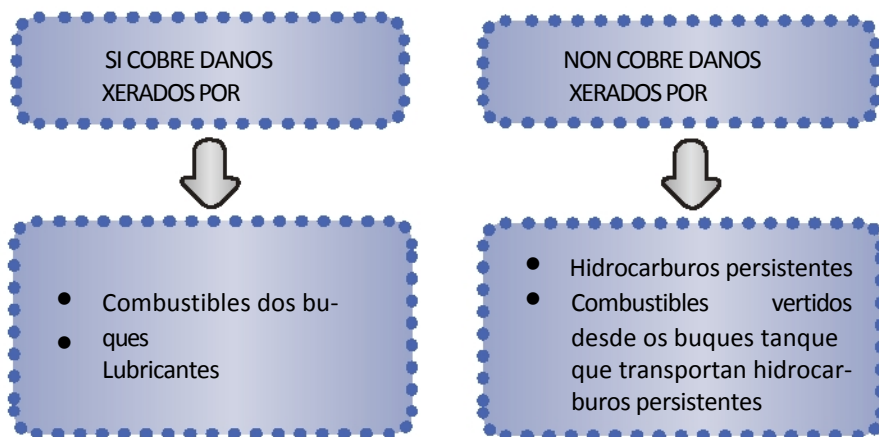 SI COBRE DANOS
XERADOS POR
NON COBRE DANOS
XERADOS POR
• Combustibles dos bu-
• ques
Lubricantes
• Hidrocarburos persistentes
• Combustibles vertidos
desde os buques tanque
que transportan hidrocar-
buros persistentes